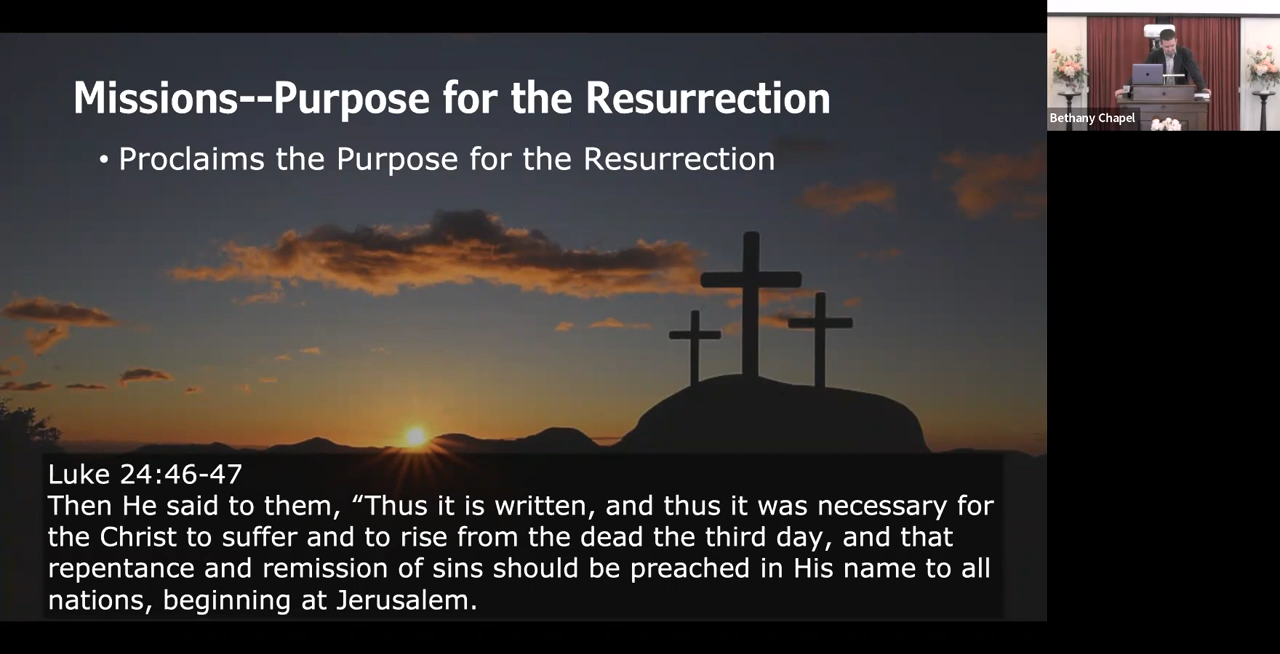 Missions--Purpose for the Resurrection
• Proclaims the Purpose for the Resurrection
Luke 24:46-47
Then He said to them, “Thus it is written, and thus it was necessary for
the Christ to suffer and to rise from the dead the third day, and that
repentance and remission of sins should be preached in His name to all
nations, beginning at Jerusalem.
Bethany Chapel